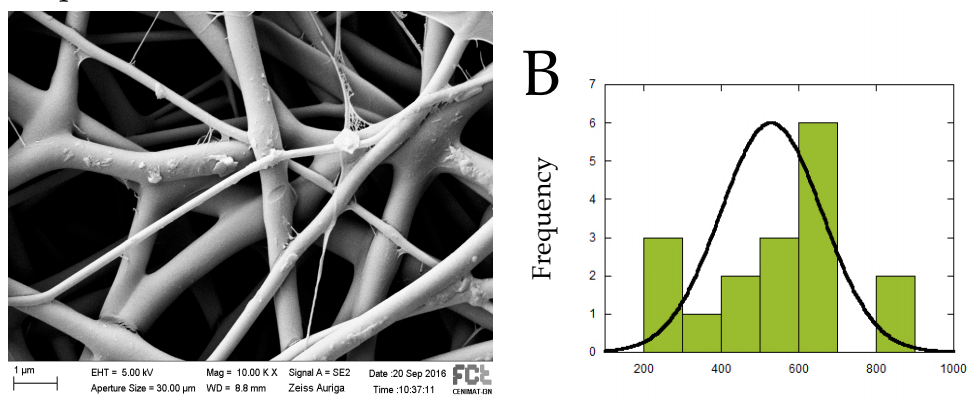 1 µm
EHT = 5.00 kV
Mag = 10.00 K X
Signal A = SE2
Date :20 Sep 2016
Aperture Size = 30.00 µm
WD = 8.8 mm
Zeiss Auriga
Time :10:37:11
FCt
CENIMAT-I3N
B
Frequency
7
6
5
4
3
2
1
0
200 400 600 800 1000